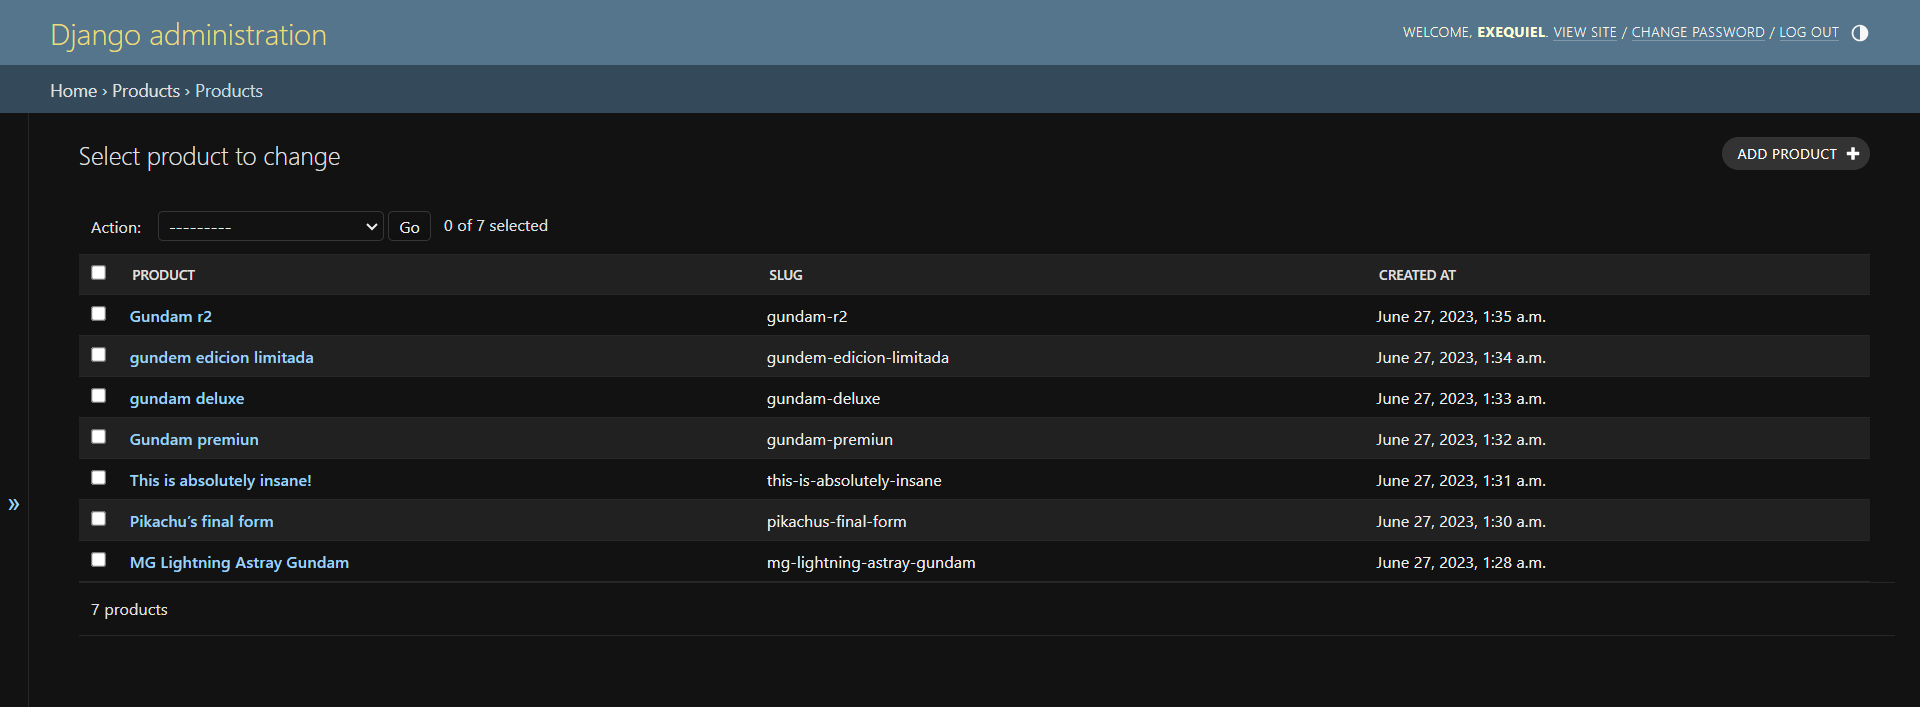 Django administration
WELCOME, EXEQUIEL. VIEW SITE / CHANGE PASSWORD / LOG OUT
Home › Products › Products
Select product to change
ADD PRODUCT
Action: --------- Go 0 of 7 selected
PRODUCT SLUG CREATED AT
Gundam r2 gundam-r2 June 27, 2023, 1:35 a.m.
gundem edicion limitada gundem-edicion-limitada June 27, 2023, 1:34 a.m.
gundam deluxe gundam-deluxe June 27, 2023, 1:33 a.m.
Gundam premiun gundam-premiun June 27, 2023, 1:32 a.m.
This is absolutely insane! this-is-absolutely-insane June 27, 2023, 1:31 a.m.
Pikachu’s final form pikachus-final-form June 27, 2023, 1:30 a.m.
MG Lightning Astray Gundam mg-lightning-astray-gundam June 27, 2023, 1:28 a.m.
»
7 products